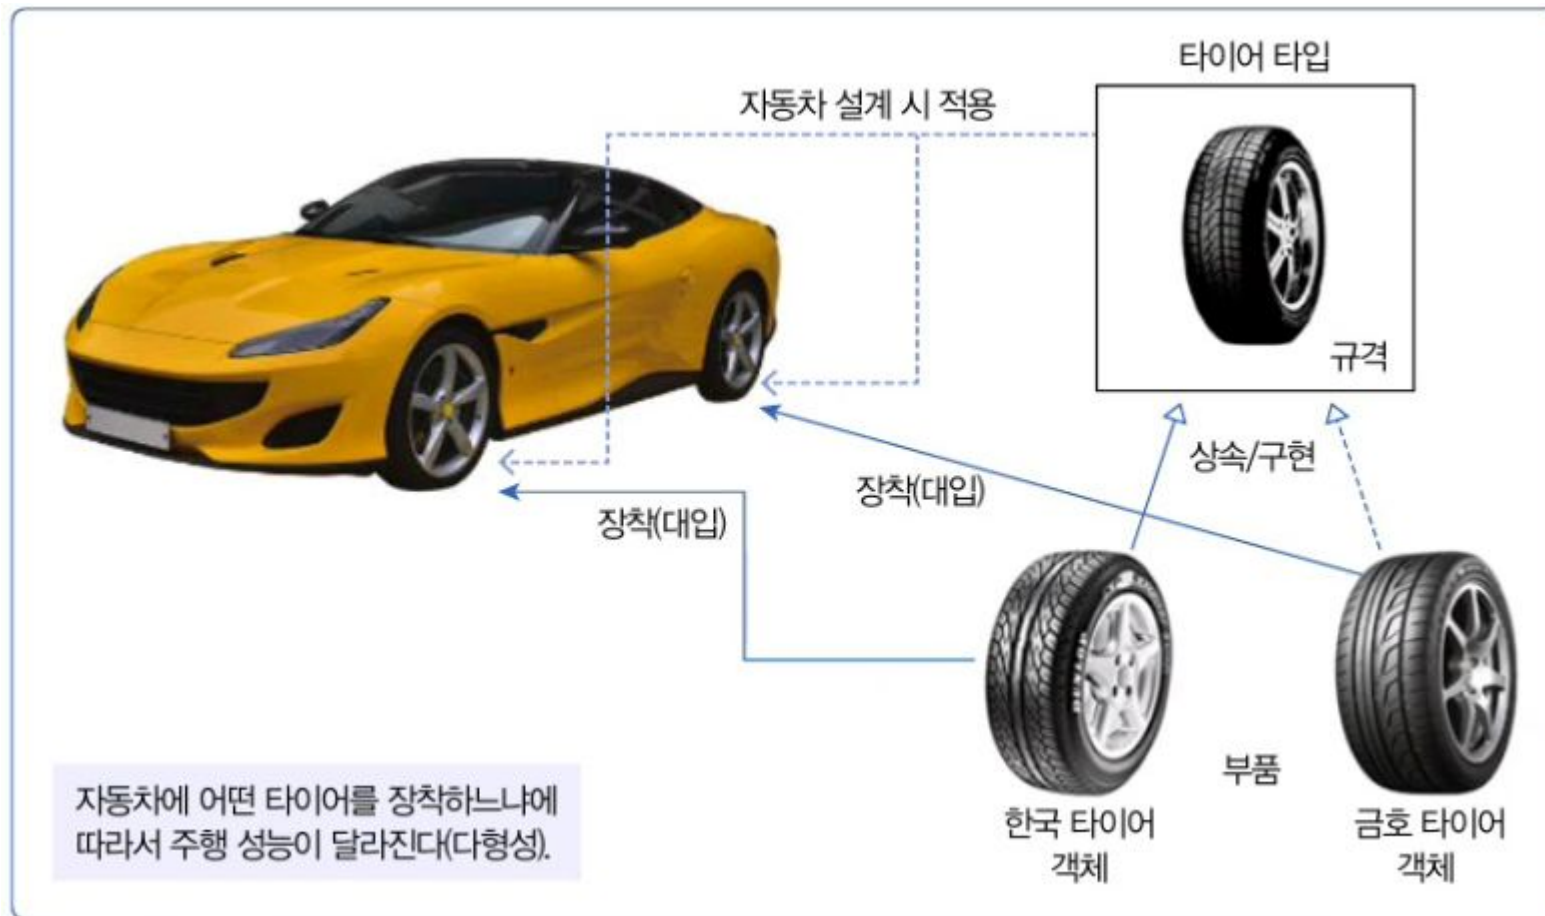 타이어 타입
자동차 설계 시 적용
규격
상속/구현
장착(대입)
장착(대입)
부품
한국 타이어
객체
금호 타이어
객체
자동차에 어떤 타이어를 장착하느냐에
따라서 주행 성능이 달라진다(다형성).